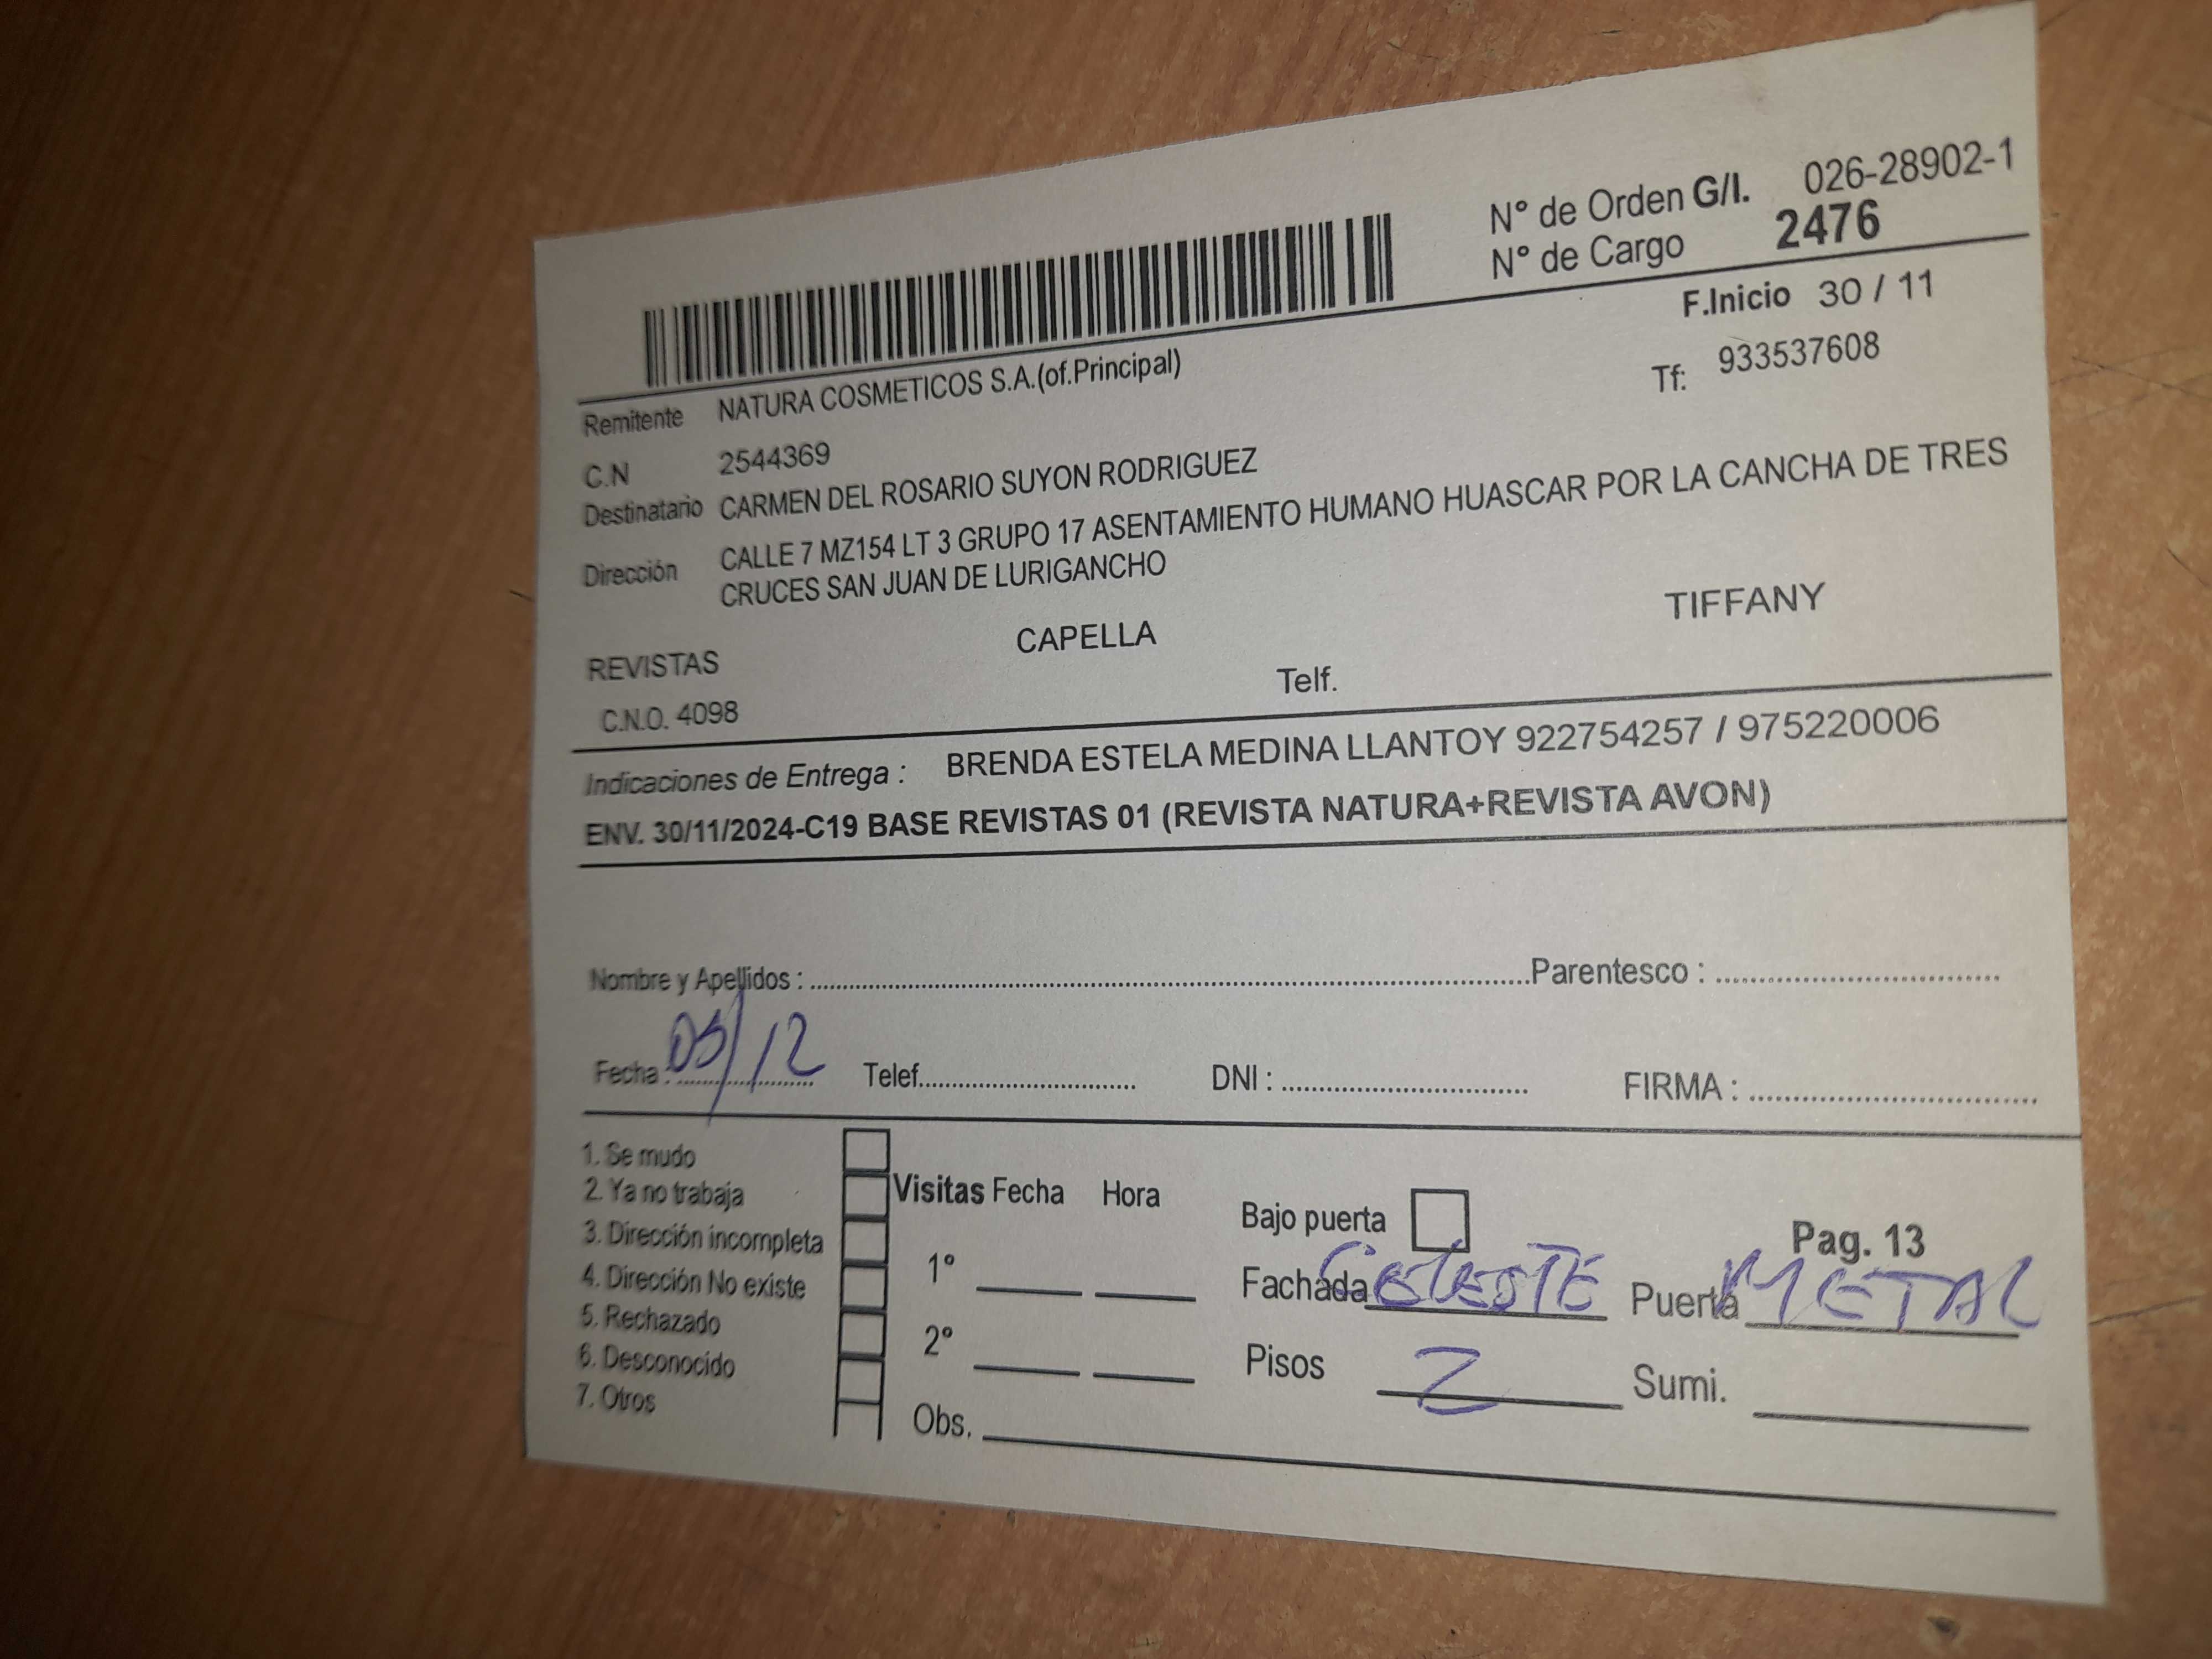 N° de Orden G/I. 026-28902-1
N° de Cargo 2476
F.Inicio 30 / 11
Remitente NATURA COSMETICOS S.A.(of.Principal)
Tf: 933537608
C.N 2544369
Destinatario CARMEN DEL ROSARIO SUYON RODRIGUEZ
Dirección CALLE 7 MZ154 LT 3 GRUPO 17 ASENTAMIENTO HUMANO HUASCAR POR LA CANCHA DE TRES
CRUCES SAN JUAN DE LURIGANCHO
REVISTAS CAPELLA TIFFANY
C.N.O. 4098 Telf.
Indicaciones de Entrega : BRENDA ESTELA MEDINA LLANTOY 922754257 / 975220006
ENV. 30/11/2024-C19 BASE REVISTAS 01 (REVISTA NATURA+REVISTA AVON)
Nombre y Apellidos : Parentesco :
Fecha : 05/12 Telef. DNI : FIRMA :
1. Se mudo
2. Ya no trabaja
3. Dirección incompleta
4. Dirección No existe
5. Rechazado
6. Desconocido
7. Otros
Visitas Fecha Hora
1°
2°
Obs.
Bajo puerta
Pag. 13
Fachada CELESTE Puerta METAL
Pisos 2 Sumi.